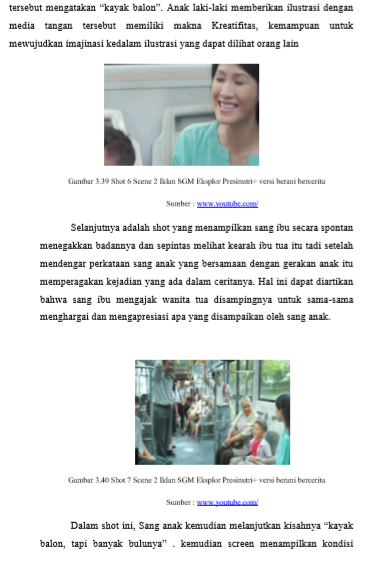 tersebut mengatakan “kayak balon”. Anak laki-laki memberikan ilustrasi dengan
media tangan tersebut memiliki makna Kreatifitas, kemampuan untuk
mewujudkan imajinasi kedalam ilustrasi yang dapat dilihat orang lain
Gambar 3.39 Shot 6 Scene 2 Iklan SGM Eksplor Presinutri+ versi berani bercerita
Sumber : www.youtube.com/
Selanjutnya adalah shot yang menampilkan sang ibu secara spontan
menegakkan badannya dan sepintas melihat kearah ibu tua itu tadi setelah
mendengar perkataan sang anak yang bersamaan dengan gerakan anak itu
memperagakan kejadian yang ada dalam ceritanya. Hal ini dapat diartikan
bahwa sang ibu mengajak wanita tua disampingnya untuk sama-sama
menghargai dan mengapresiasi apa yang disampaikan oleh sang anak.
Gambar 3.40 Shot 7 Scene 2 Iklan SGM Eksplor Presinutri+ versi berani bercerita
Sumber : www.youtube.com/
Dalam shot ini, Sang anak kemudian melanjutkan kisahnya “kayak
balon, tapi banyak bulunya” . kemudian screen menampilkan kondisi